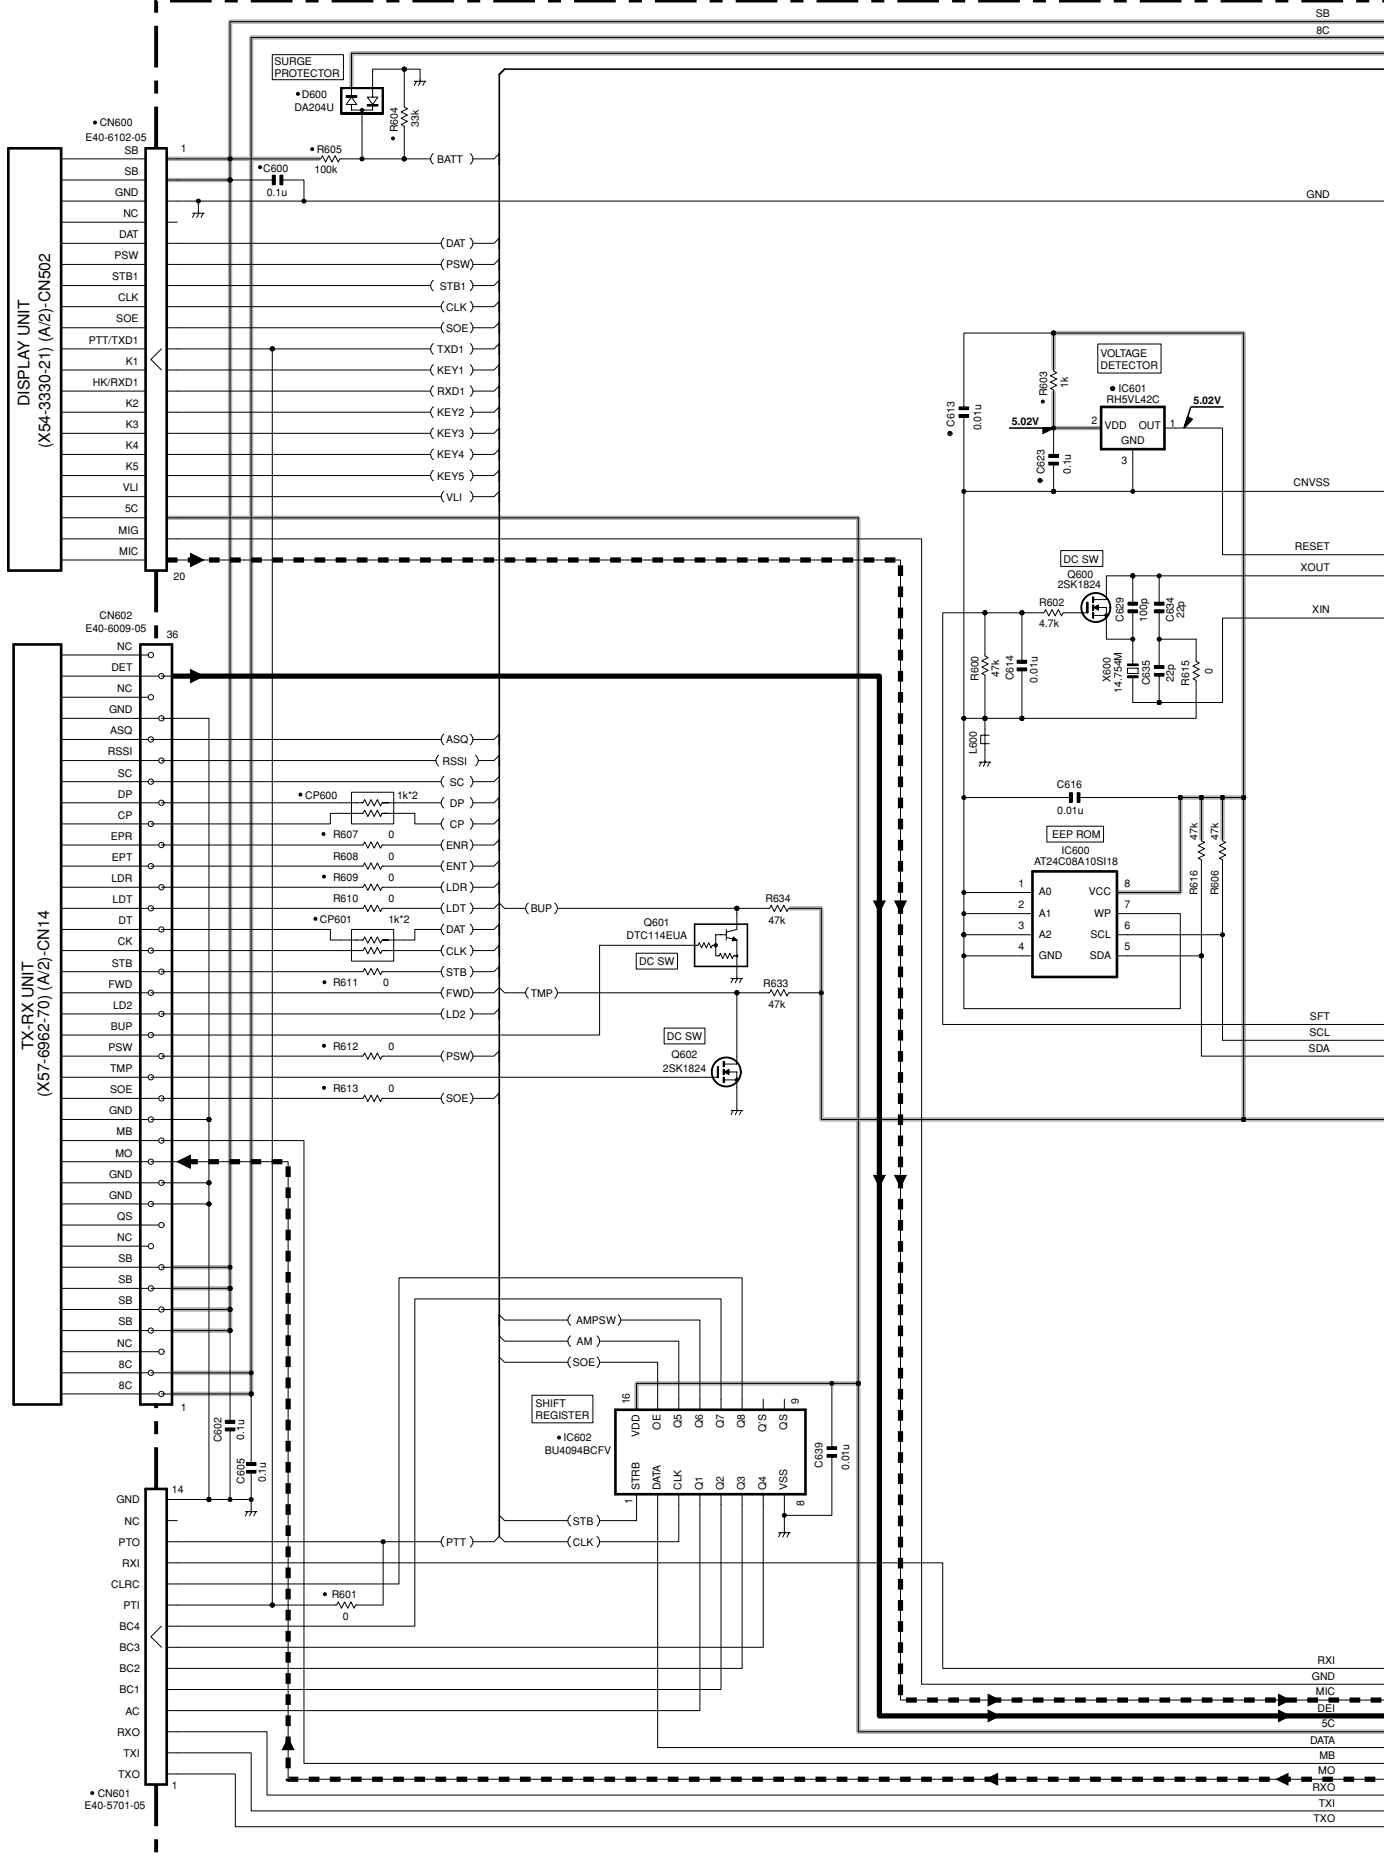 SB
8C
SURGE
PROTECTOR
• D600
DA204U
• R604
33k
• CN600
E40-6102-05
1
• R605
100k
• C600
0.1u
( BATT )
GND
DISPLAY UNIT
(X54-3330-21) (A/2)-CN502
SB
SB
GND
NC
DAT
PSW
STB1
CLK
SOE
PTT/TXD1
K1
HK/RXD1
K2
K3
K4
K5
VLI
5C
MIG
MIC
20
( DAT )
( PSW)
( STB1 )
( CLK )
( SOE )
( TXD1 )
( KEY1 )
( RXD1 )
( KEY2 )
( KEY3 )
( KEY4 )
( KEY5 )
( VLI )
VOLTAGE
DETECTOR
• IC601
RH5VL42C
• R603
1k
• C613
0.01u
5.02V
5.02V
2
VDD
OUT
1
GND
3
• C623
0.1u
CNVSS
RESET
XOUT
XIN
DC SW
Q600
2SK1824
R602
4.7k
C629
100p
C634
22p
R600
47k
C614
0.01u
X600
14.754M
C635
22p
R615
0
L600
CN602
E40-6009-05
36
TX-RX UNIT
(X57-6962-70) (A/2)-CN14
NC
DET
NC
GND
ASQ
RSSI
SC
DP
CP
EPR
EPT
LDR
LDT
DT
CK
STB
FWD
LD2
BUP
PSW
TMP
SOE
GND
MB
MO
GND
GND
QS
NC
SB
SB
SB
SB
NC
8C
8C
1
( ASQ )
( RSSI )
( SC )
• CP600
1k*2
( DP )
( CP )
• R607
0
( ENR )
R608
0
( ENT )
• R609
0
( LDR )
R610
0
( LDT )
• CP601
1k*2
( DAT )
( CLK )
( STB )
• R611
0
( FWD)
( LD2 )
• R612
0
( PSW)
• R613
0
( SOE )
( BUP )
R634
47k
Q601
DTC114EUA
DC SW
( TMP )
R633
47k
DC SW
Q602
2SK1824
C616
0.01u
EEP ROM
IC600
AT24C08A10SI18
1
A0
VCC
8
2
A1
WP
7
3
A2
SCL
6
4
GND
SDA
5
47k
R616
47k
R606
SFT
SCL
SDA
( AMPSW )
( AM )
( SOE )
SHIFT
REGISTER
• IC602
BU4094BCFV
16
9
VDD
OE
Q5
Q6
Q7
Q8
Q'S
QS
STRB
DATA
CLK
Q1
Q2
Q3
Q4
VSS
1
8
C639
0.01u
( STB )
( CLK )
C602
0.1u
C605
0.1u
14
GND
NC
PTO
RXI
CLRC
PTI
BC4
BC3
BC2
BC1
AC
RXO
TXI
TXO
1
• CN601
E40-5701-05
( PTT )
• R601
0
RXI
GND
MIC
DEI
5C
DATA
MB
MO
RXO
TXI
TXO